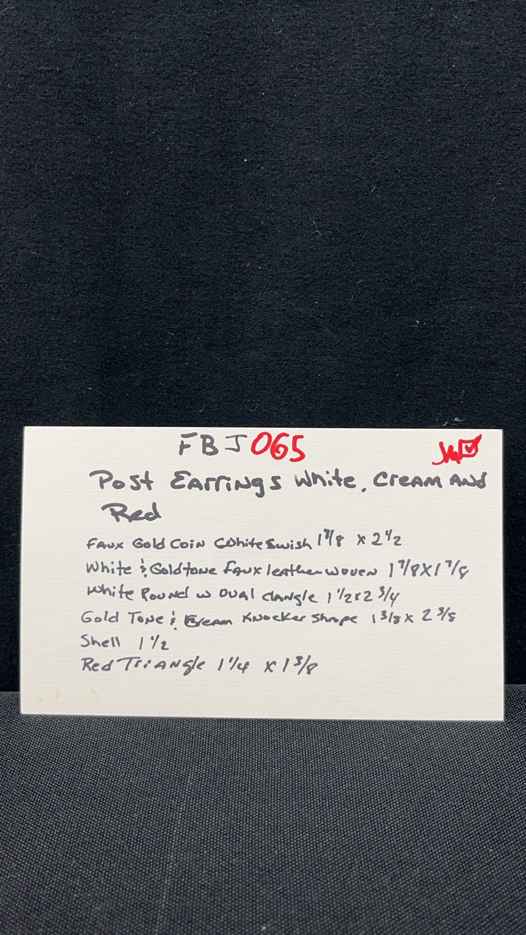 FBJ 065
Post Earrings White, Cream and
Red
Faux Gold Coin White Swish 1 7/8 x 2 1/2
White & Goldtone faux leather woven 1 7/8 x 1 7/8
White Round w oval dangle 1 1/2 x 2 3/4
Gold Tone & Cream Knocker Shape 1 3/8 x 2 3/8
Shell 1 1/2
Red Triangle 1 1/4 x 1 3/8